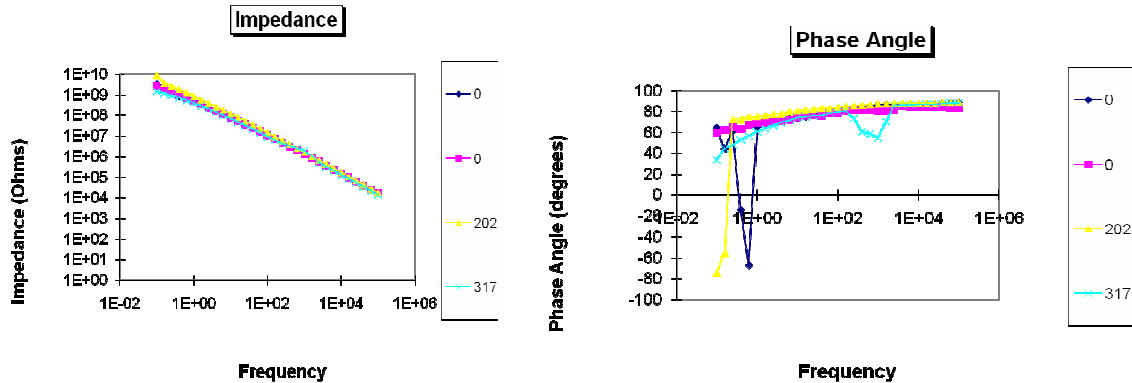 Impedance
1E+10
1E+09
1E+08
1E+07
1E+06
1E+05
1E+04
1E+03
1E+02
1E+01
1E+00
1E-02 1E+00 1E+02 1E+04 1E+06
Impedance (Ohms)
Frequency
0
0
202
317
Phase Angle
100
80
60
40
20
0
-20
-40
-60
-80
-100
1E-02 1E+00 1E+02 1E+04 1E+06
Phase Angle (degrees)
Frequency
0
0
202
317